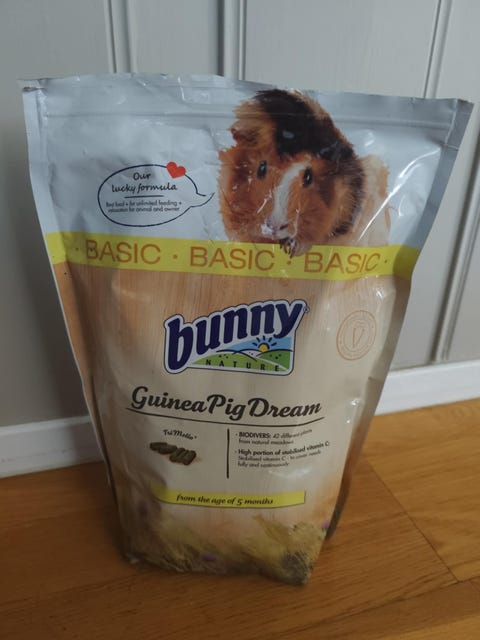 Our
lucky formula
Best food + for unlimited feeding +
relaxation for animal and owner
· BASIC · BASIC · BASIC ·
bunny
NATURE
GuineaPigDream
TriMello®
· BIODIVERS: 42 different plants
from natural meadows
· High portion of stabilised vitamin C:
Stabilised vitamin C - to cover needs
fully and continuously
from the age of 5 months